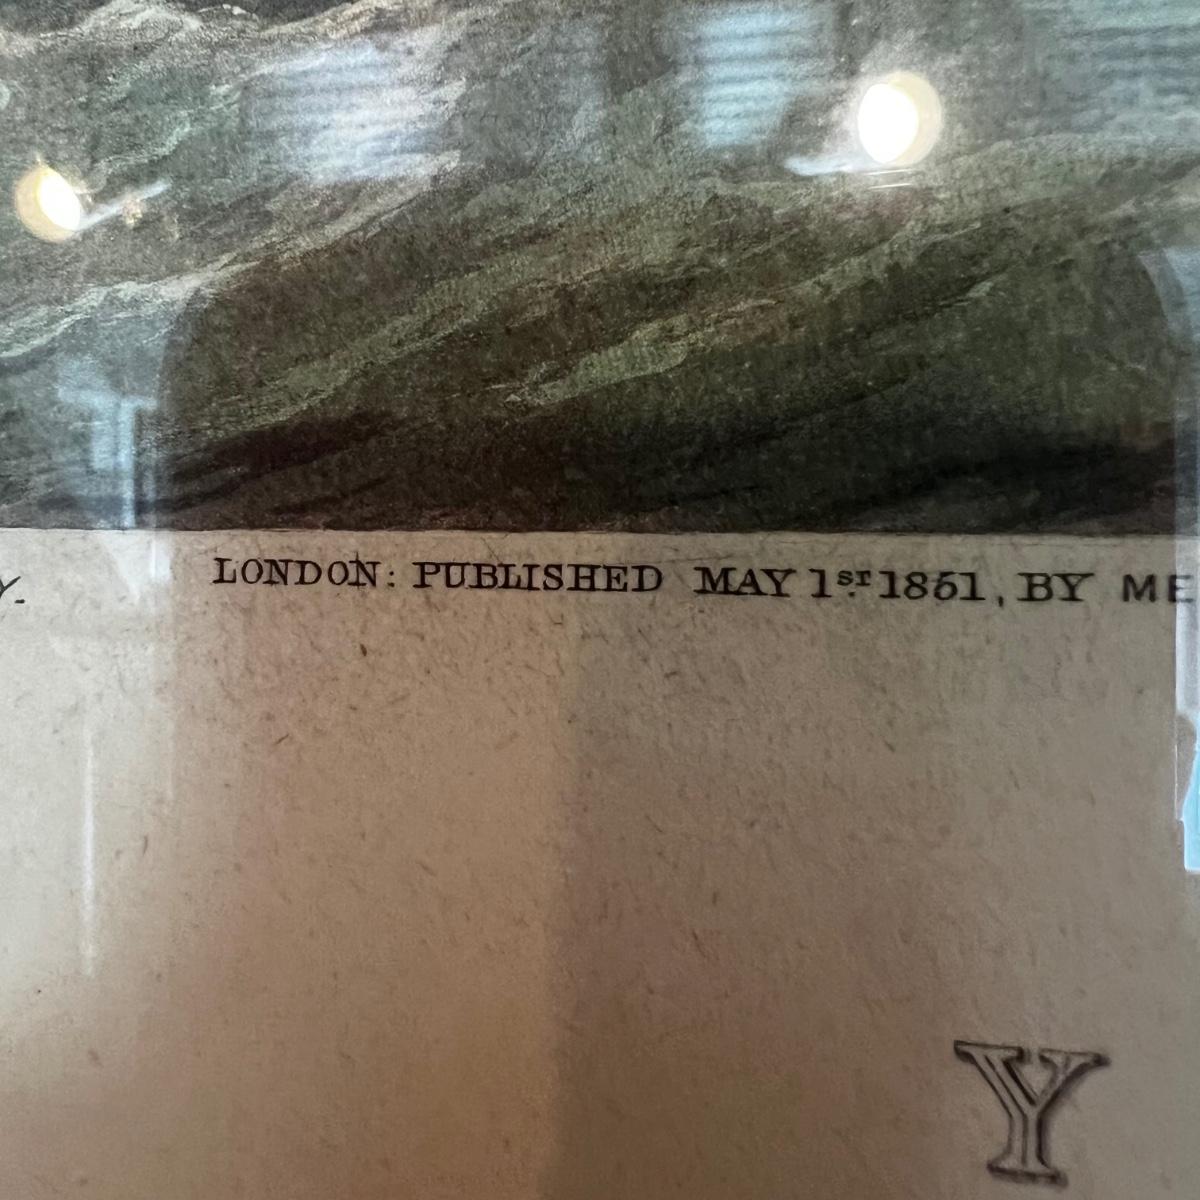 Y.
LONDON: PUBLISHED MAY 1ST 1851, BY ME
Y